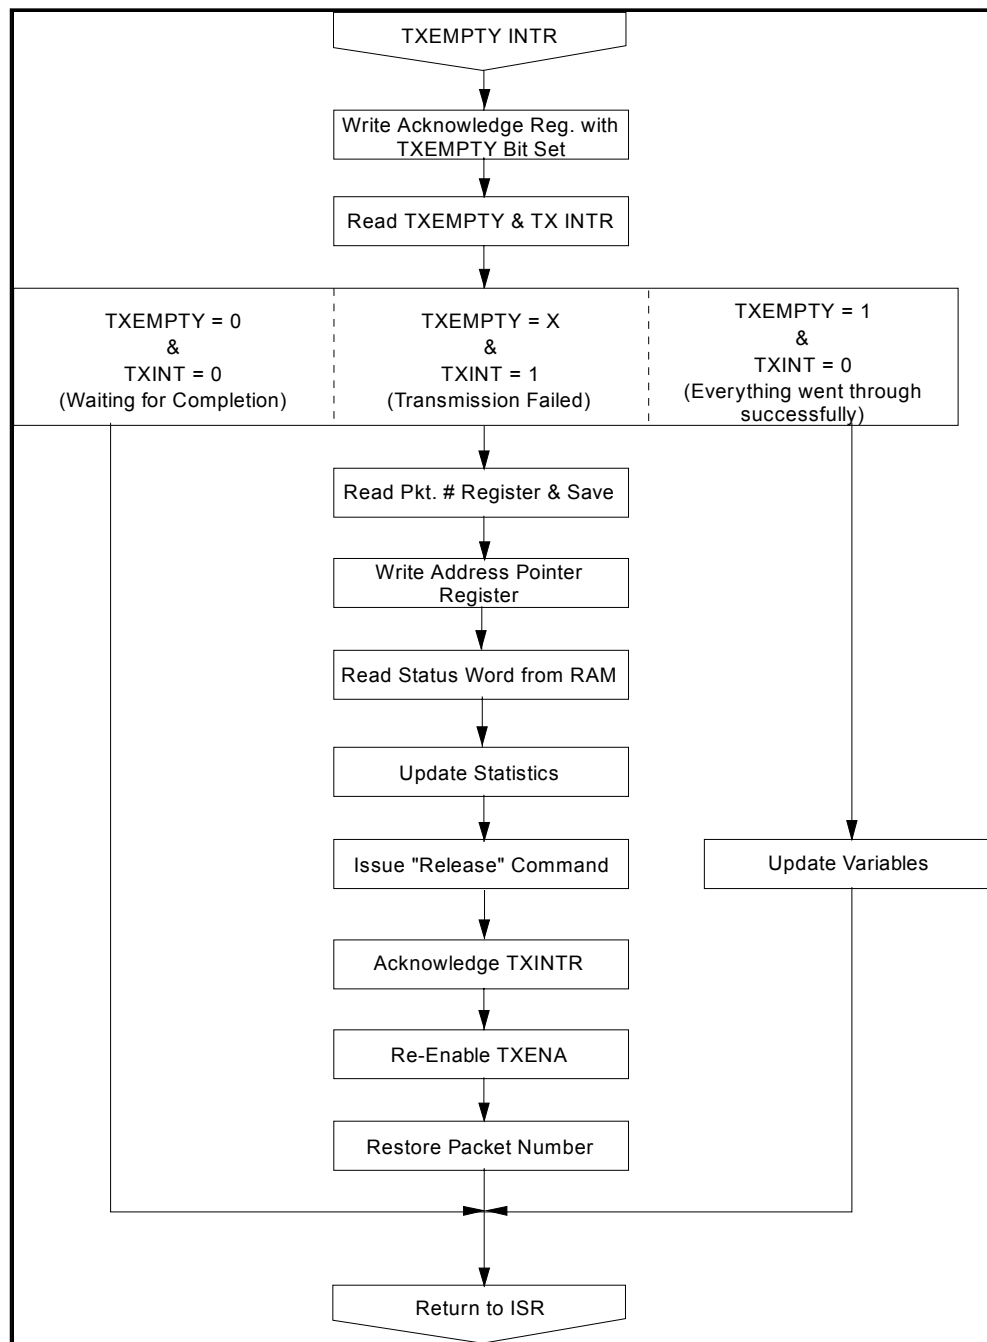 TXEMPTY INTR
Write Acknowledge Reg. with
TXEMPTY Bit Set
Read TXEMPTY & TX INTR
TXEMPTY = 0
&
TXINT = 0
(Waiting for Completion)
TXEMPTY = X
&
TXINT = 1
(Transmission Failed)
TXEMPTY = 1
&
TXINT = 0
(Everything went through
successfully)
Read Pkt. # Register & Save
Write Address Pointer
Register
Read Status Word from RAM
Update Statistics
Issue "Release" Command
Update Variables
Acknowledge TXINTR
Re-Enable TXENA
Restore Packet Number
Return to ISR